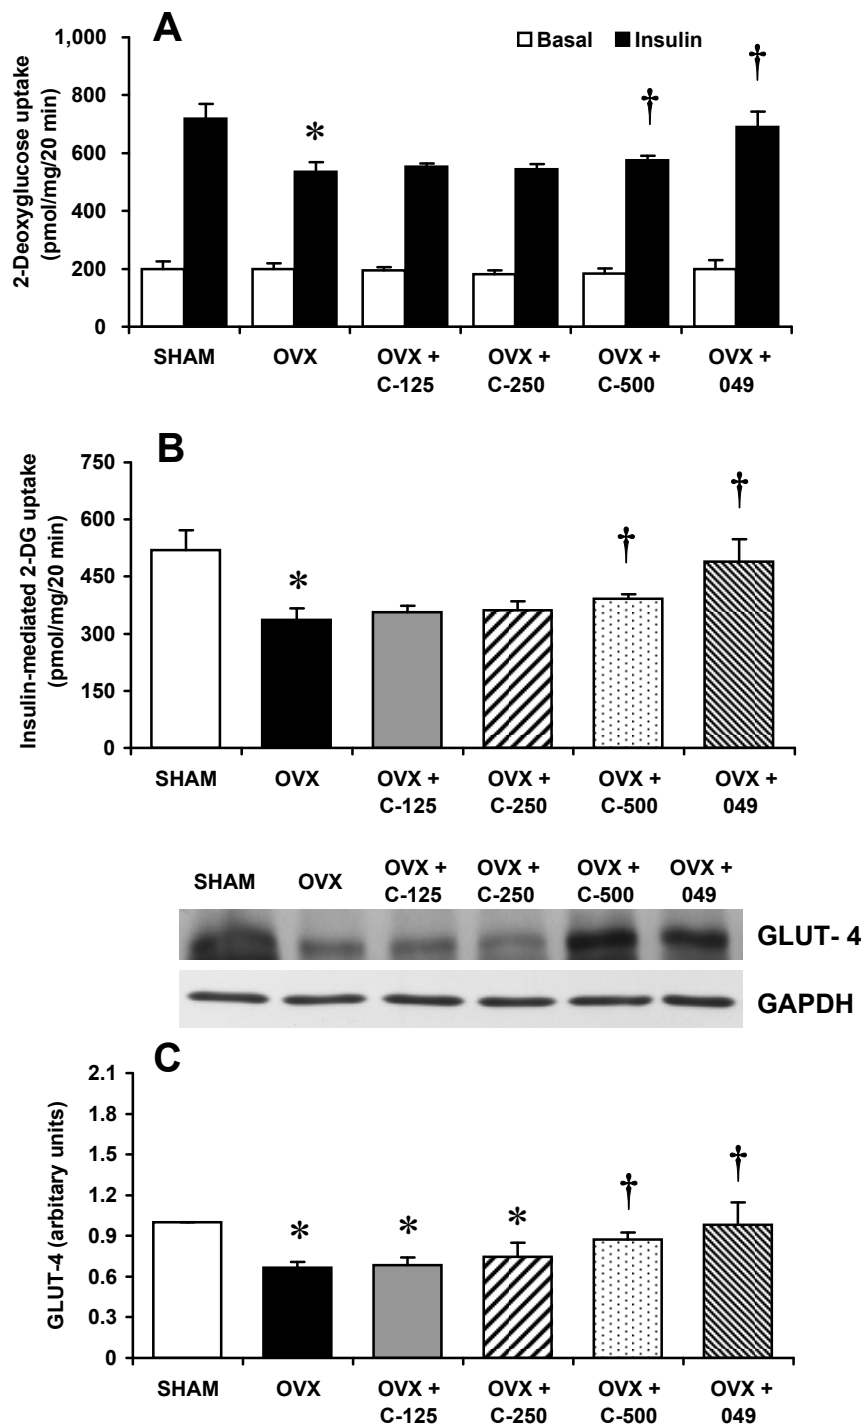 A
Basal Insulin
2-Deoxyglucose uptake
(pmol/mg/20 min)
1,000
800
600
400
200
0
*
†
†
SHAM OVX OVX + OVX + OVX + OVX +
C-125 C-250 C-500 049
B
Insulin-mediated 2-DG uptake
(pmol/mg/20 min)
750
600
450
300
150
0
*
†
†
SHAM OVX OVX + OVX + OVX + OVX +
C-125 C-250 C-500 049
SHAM OVX OVX + OVX + OVX + OVX +
C-125 C-250 C-500 049
GLUT- 4
GAPDH
C
GLUT-4 (arbitary units)
2.1
1.8
1.5
1.2
0.9
0.6
0.3
0
* * * † †
SHAM OVX OVX + OVX + OVX + OVX +
C-125 C-250 C-500 049